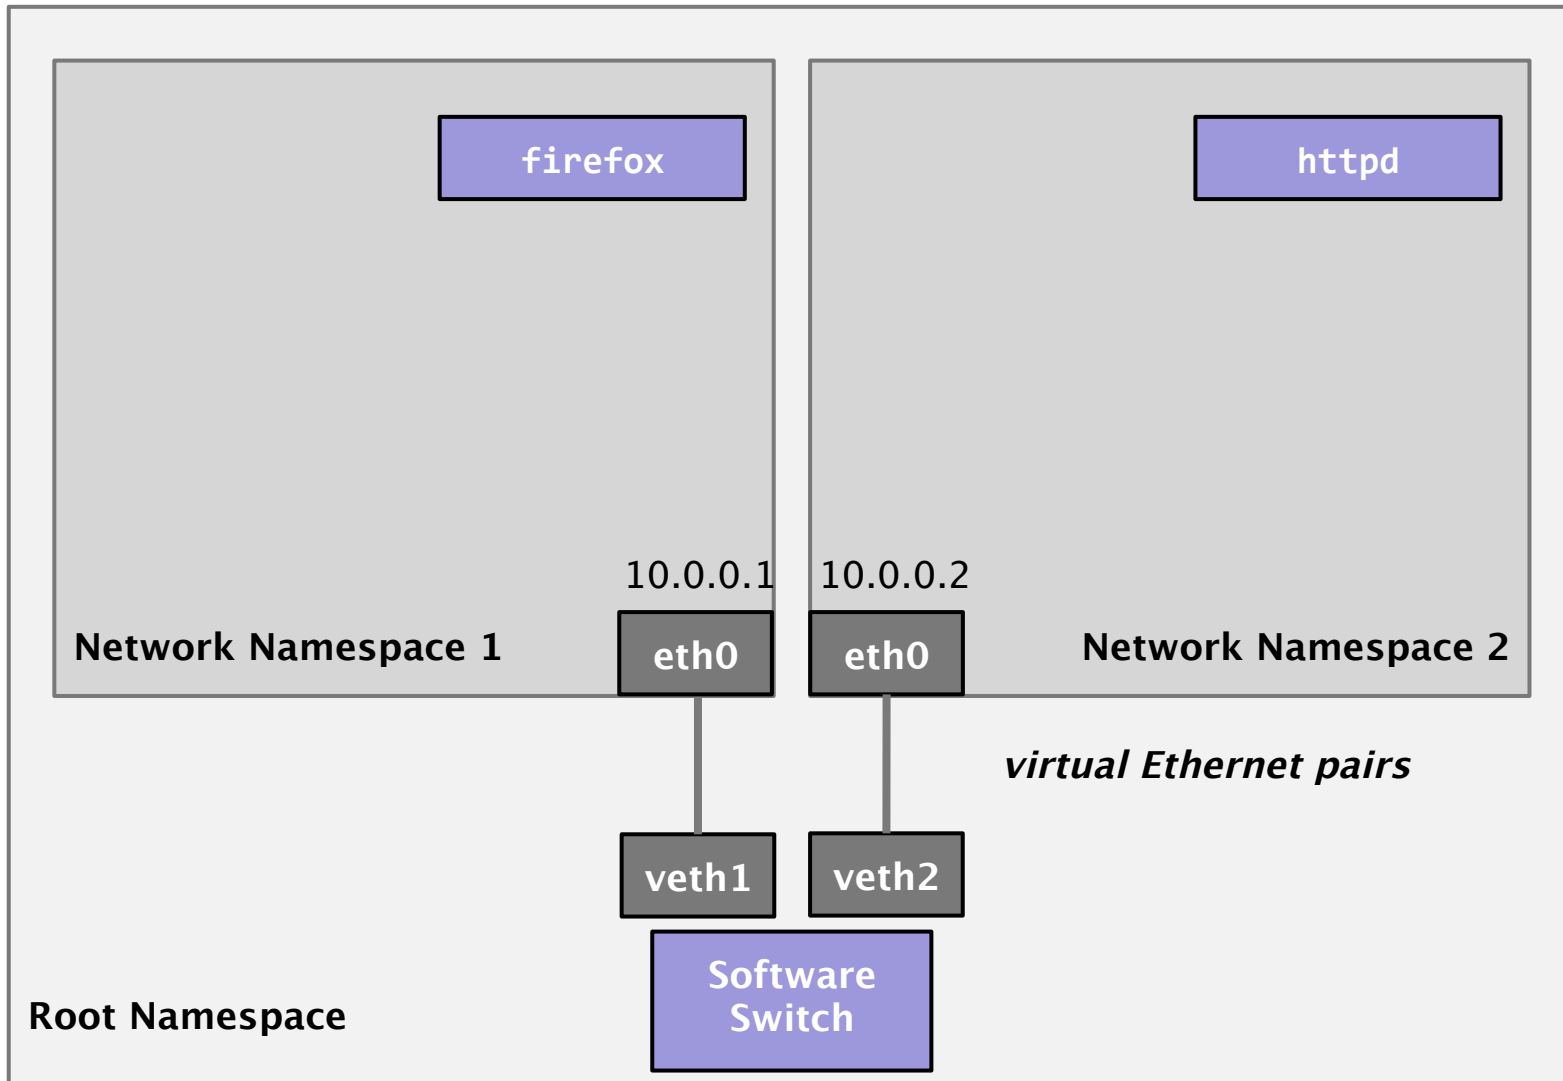 firefox
httpd
10.0.0.1
10.0.0.2
Network Namespace 1
eth0
eth0
Network Namespace 2
virtual Ethernet pairs
veth1
veth2
Software
Switch
Root Namespace